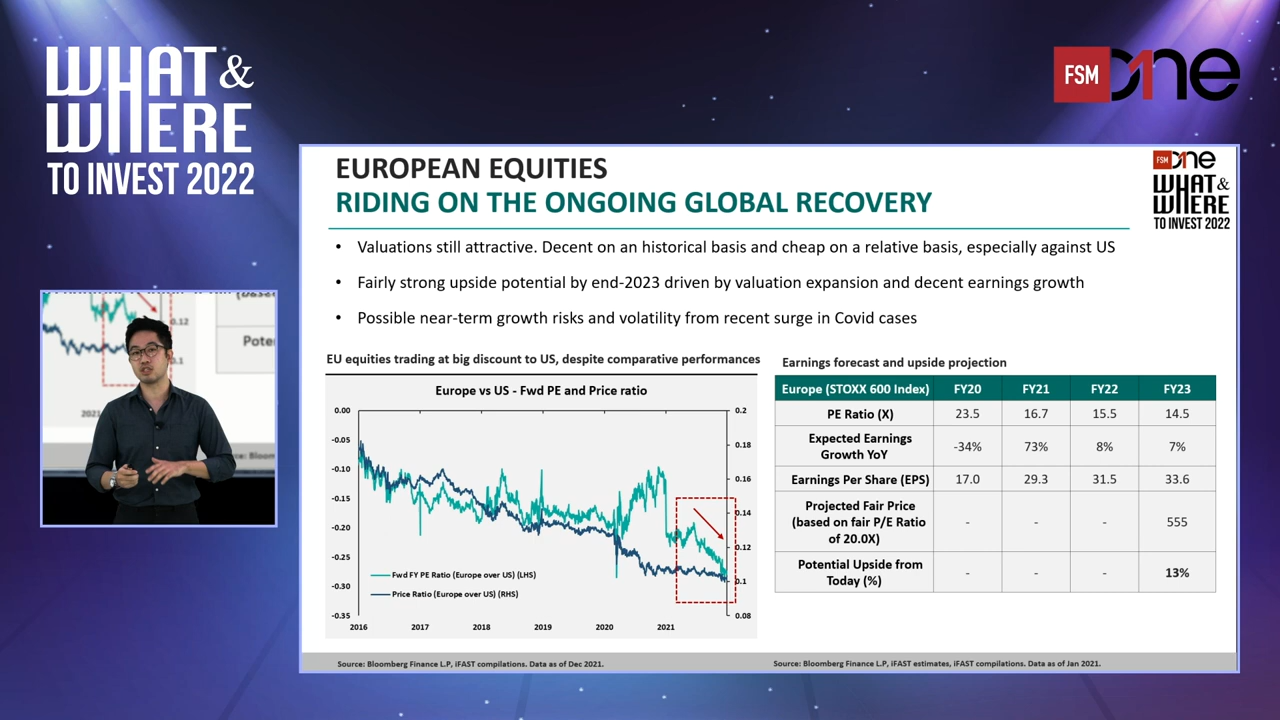 WHAT &
WHERE
TO INVEST 2022
FSM One
EUROPEAN EQUITIES
RIDING ON THE ONGOING GLOBAL RECOVERY
FSM One
WHAT &
WHERE
TO INVEST 2022
• Valuations still attractive. Decent on an historical basis and cheap on a relative basis, especially against US
• Fairly strong upside potential by end-2023 driven by valuation expansion and decent earnings growth
• Possible near-term growth risks and volatility from recent surge in Covid cases
0.12
0.1
2021
Pote
EU equities trading at big discount to US, despite comparative performances
Europe vs US - Fwd PE and Price ratio
0.00
-0.05
-0.10
-0.15
-0.20
-0.25
-0.30
-0.35
0.2
0.18
0.16
0.14
0.12
0.1
0.08
Fwd FY PE Ratio (Europe over US) (LHS)
Price Ratio (Europe over US) (RHS)
2016 2017 2018 2019 2020 2021
Earnings forecast and upside projection
Europe (STOXX 600 Index) FY20 FY21 FY22 FY23
PE Ratio (X) 23.5 16.7 15.5 14.5
Expected Earnings
Growth YoY -34% 73% 8% 7%
Earnings Per Share (EPS) 17.0 29.3 31.5 33.6
Projected Fair Price
(based on fair P/E Ratio - - - 555
of 20.0X)
Potential Upside from
Today (%) - - - 13%
Source: Bloomberg Finance L.P, iFAST compilations. Data as of Dec 2021.
Source: Bloomberg Finance L.P, iFAST estimates, iFAST compilations. Data as of Jan 2021.